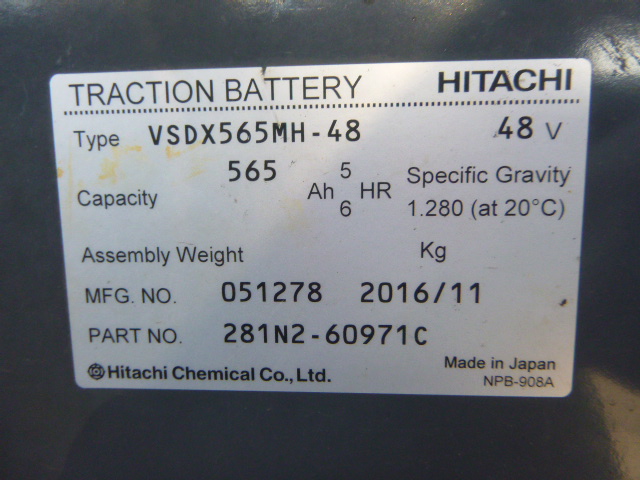 TRACTION BATTERY HITACHI
Type VSDX565MH-48 48 V
Capacity 565 Ah 5 HR Specific Gravity
6 1.280 (at 20°C)
Assembly Weight Kg
MFG. NO. 051278 2016/11
PART NO. 281N2-60971C
Hitachi Chemical Co., Ltd. Made in Japan
NPB-908A